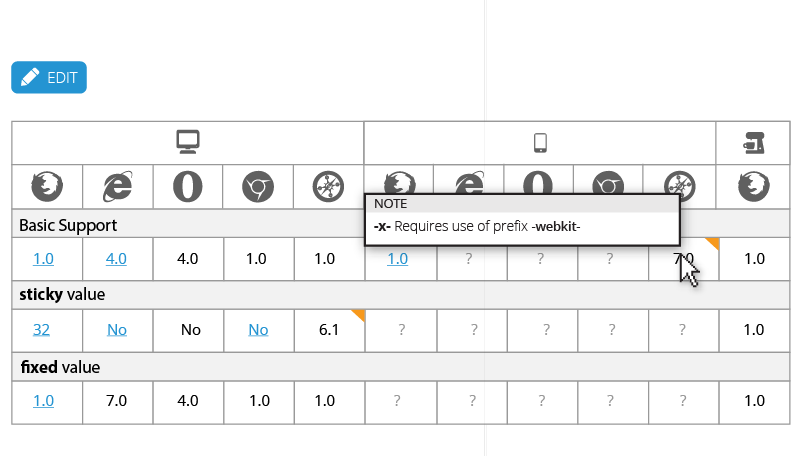 EDIT
NOTE
-x- Requires use of prefix -webkit-
Basic Support
1.0 4.0 4.0 1.0 1.0 1.0 ? ? ? 7.0 1.0
sticky value
32 No No No 6.1 ? ? ? ? ? 1.0
fixed value
1.0 7.0 4.0 1.0 1.0 ? ? ? ? ? 1.0